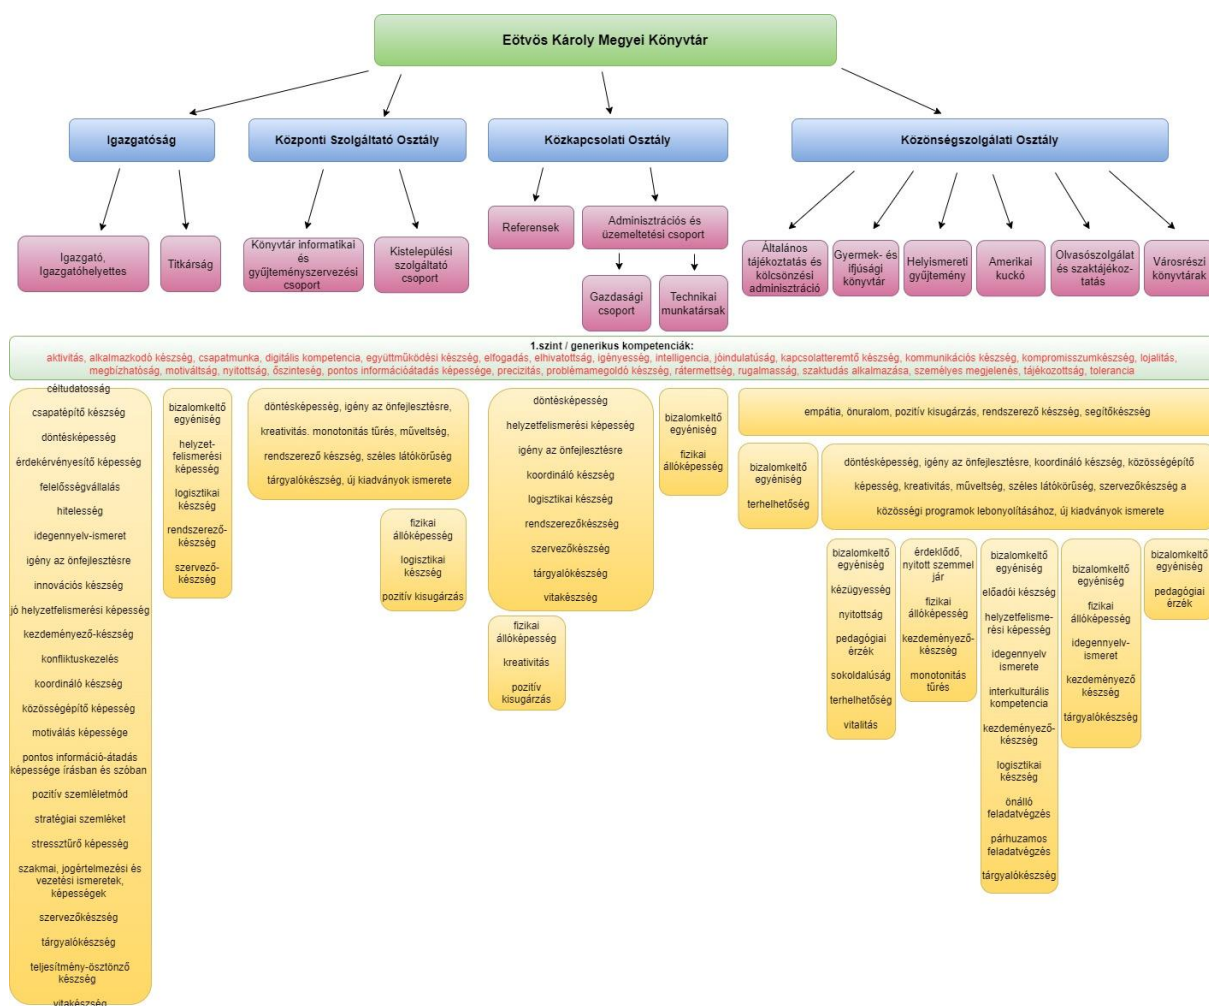 Eötvös Károly Megyei Könyvtár
Igazgatóság
Központi Szolgáltató Osztály
Közkapcsolati Osztály
Közönségszolgálati Osztály
Igazgató,
Igazgatóhelyettes
Titkárság
Könyvtár informatikai
és
gyűjteményszervezési
csoport
Kistelepülési
szolgáltató
csoport
Referensek
Adminisztrációs és
üzemeltetési csoport
Gazdasági
csoport
Technikai
munkatársak
Általános
tájékoztatás és
kölcsönzési
adminisztráció
Gyermek- és
ifjúsági
könyvtár
Helyismereti
gyűjtemény
Amerikai
kuckó
Olvasószolgálat
és szaktájékoz-
tatás
Városrészi
könyvtárak
1.szint / generikus kompetenciák:
aktivitás, alkalmazkodó készség, csapatmunka, digitális kompetencia, együttműködési készség, elfogadás, elhivatottság, igényesség, intelligencia, jóindulatúság, kapcsolatteremtő készség, kommunikációs készség, kompromisszumkészség, lojalitás,
megbízhatóság, motiváltság, nyitottság, őszinteség, pontos információátadás képessége, precizitás, problémamegoldó készség, rátermettség, rugalmasság, szaktudás alkalmazása, személyes megjelenés, tájékozottság, tolerancia
céltudatosság
csapatépítő készség
döntésképesség
érdekérvényesítő képesség
felelősségvállalás
hitelesség
idegennyelv-ismeret
igény az önfejlesztésre
innovációs készség
jó helyzetfelismerési képesség
kezdeményező-készség
konfliktuskezelés
koordináló készség
közösségépítő képesség
motiválás képessége
pontos információ-átadás
képessége írásban és szóban
pozitív szemléletmód
stratégiai szemléket
stressztűrő képesség
szakmai, jogértelmezési és
vezetési ismeretek,
képességek
szervezőkészség
tárgyalókészség
teljesítmény-ösztönző
készség
vitakészség
bizalomkeltő
egyéniség
helyzet-
felismerési
képesség
logisztikai
készség
rendszerező-
készség
szervező-
készség
döntésképesség, igény az önfejlesztésre,
kreativitás. monotonitás tűrés, műveltség,
rendszerező készség, széles látókörűség
tárgyalókészség, új kiadványok ismerete
fizikai
állóképesség
logisztikai
készség
pozitív kisugárzás
döntésképesség
helyzetfelismerési képesség
igény az önfejlesztésre
koordináló készség
logisztikai készség
rendszerezőkészség
szervezőkészség
tárgyalókészség
vitakészség
fizikai
állóképesség
kreativitás
pozitív
kisugárzás
bizalomkeltő
egyéniség
fizikai
állóképesség
empátia, önuralom, pozitív kisugárzás, rendszerező készség, segítőkészség
bizalomkeltő
egyéniség
terhelhetőség
döntésképesség, igény az önfejlesztésre, koordináló készség, közösségépítő
képesség, kreativitás, műveltség, széles látókörűség, szervezőkészség a
közösségi programok lebonyolításához, új kiadványok ismerete
bizalomkeltő
egyéniség
kézügyesség
nyitottság
pedagógiai
érzék
sokoldalúság
terhelhetőség
vitalitás
érdeklődő,
nyitott szemmel
jár
fizikai
állóképesség
kezdeményező-
készség
monotonitás
tűrés
bizalomkeltő
egyéniség
előadói készség
helyzetfelisme-
rési képesség
idegennyelv
ismerete
interkulturális
kompetencia
kezdeményező-
készség
logisztikai
készség
önálló
feladatvégzés
párhuzamos
feladatvégzés
tárgyalókészség
bizalomkeltő
egyéniség
fizikai
állóképesség
idegennyelv-
ismeret
kezdeményező
készség
tárgyalókészség
bizalomkeltő
egyéniség
pedagógiai
érzék